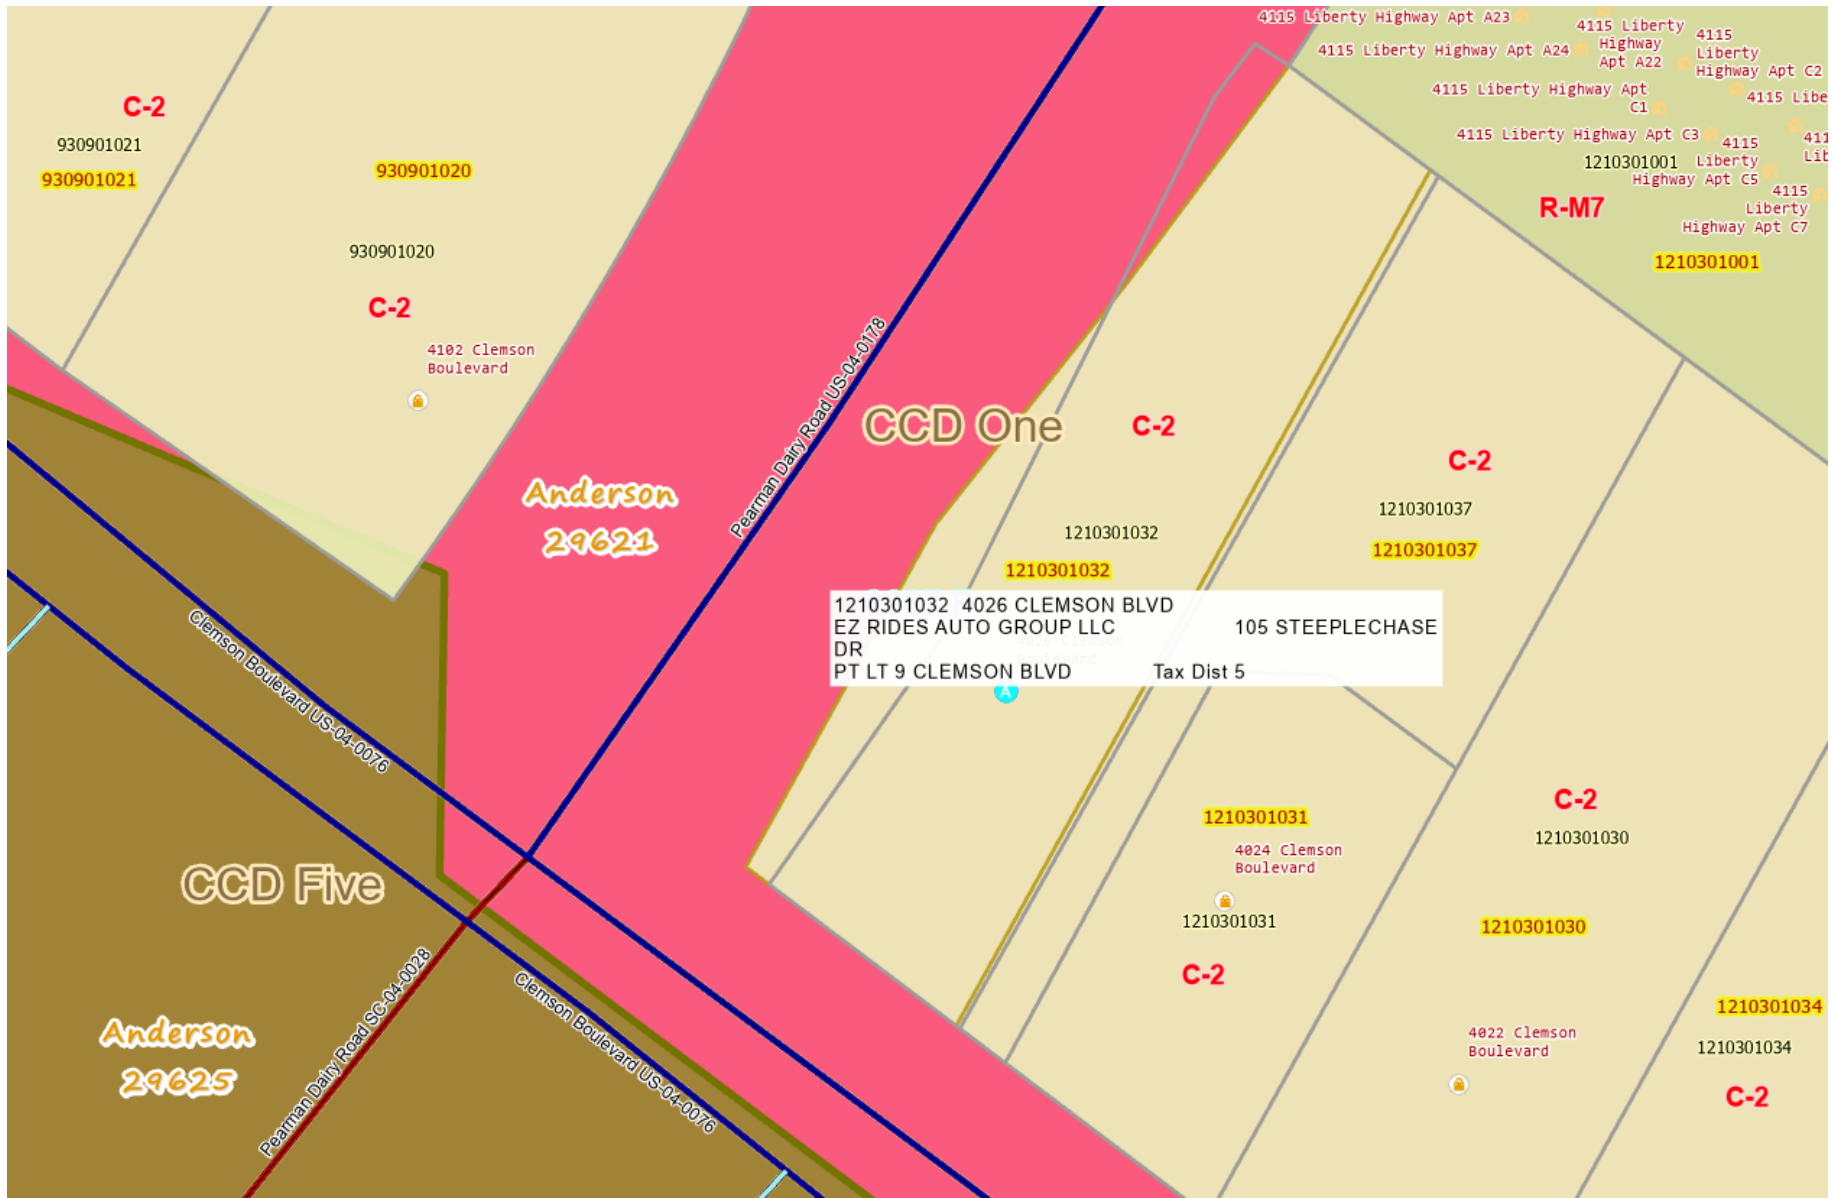 4115 Liberty Highway Apt A23
4115 Liberty Highway Apt A24
4115 Liberty
Highway
Apt A22
4115
Liberty
Highway Apt C2
4115 Liberty Highway Apt
C1
4115 Libe
4115 Liberty Highway Apt C3
4115
Liberty
Highway Apt C5
411
Lib
1210301001
4115
Liberty
Highway Apt C7
R-M7
1210301001
C-2
930901021
930901021
930901020
930901020
C-2
4102 Clemson
Boulevard
Pearman Dairy Road US-04-0178
CCD One
C-2
C-2
Anderson
29621
1210301032
1210301032
1210301037
1210301037
1210301032 4026 CLEMSON BLVD
EZ RIDES AUTO GROUP LLC 105 STEEPLECHASE
DR
PT LT 9 CLEMSON BLVD Tax Dist 5
A
Clemson Boulevard US-04-0076
1210301031
4024 Clemson
Boulevard
1210301031
C-2
C-2
1210301030
1210301030
CCD Five
Pearman Dairy Road SC-04-0028
Clemson Boulevard US-04-0076
Anderson
29625
4022 Clemson
Boulevard
1210301034
1210301034
C-2